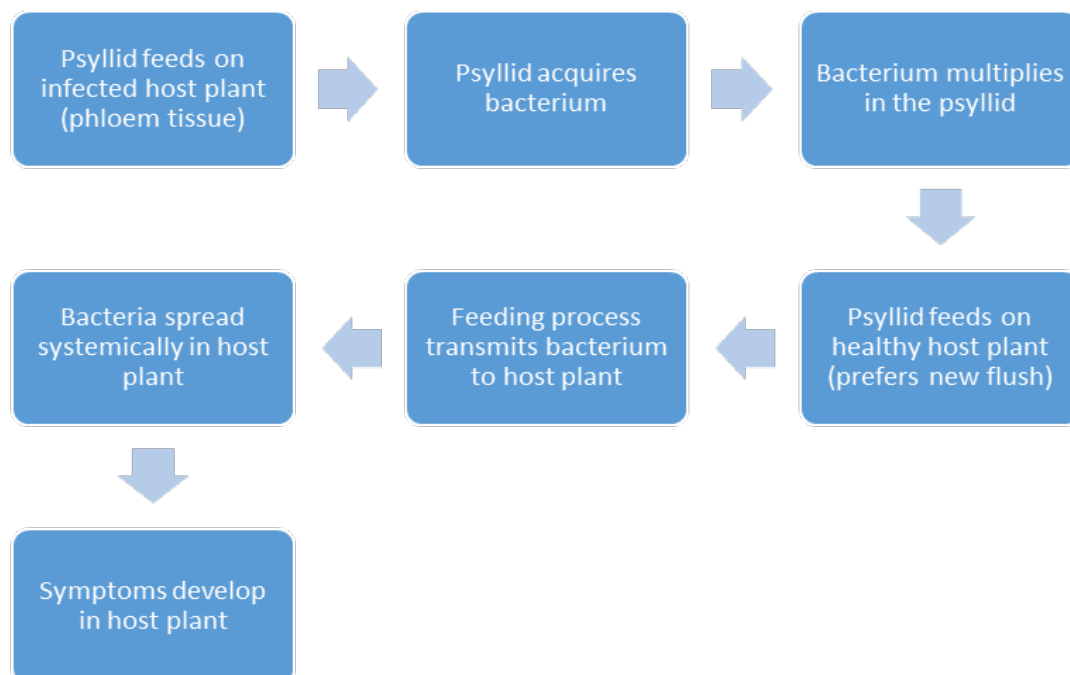 Psyllid feeds on
infected host plant
(phloem tissue)
Psyllid acquires
bacterium
Bacterium multiplies
in the psyllid
Psyllid feeds on
healthy host plant
(prefers new flush)
Feeding process
transmits bacterium
to host plant
Bacteria spread
systemically in host
plant
Symptoms develop
in host plant